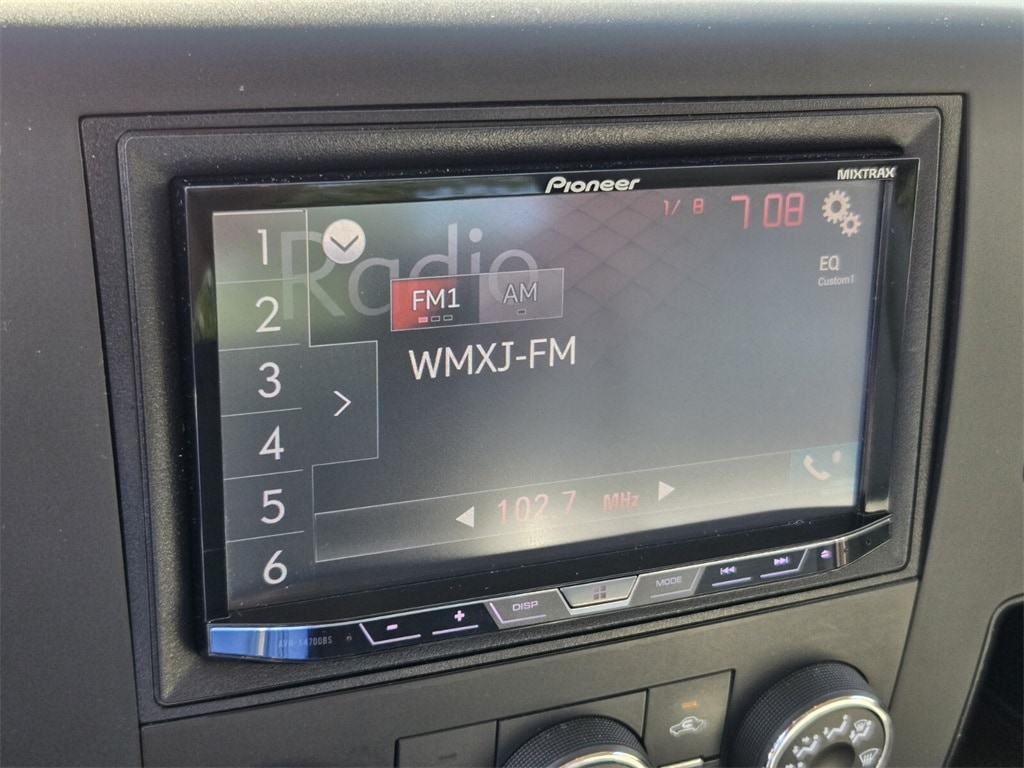 Pioneer
MIXTRAX
1/ 8
7 08
1
Radio
2
FM1
AM
EQ
Custom1
WMXJ-FM
3
4
5
102.7 MHz
6
DISP
MODE